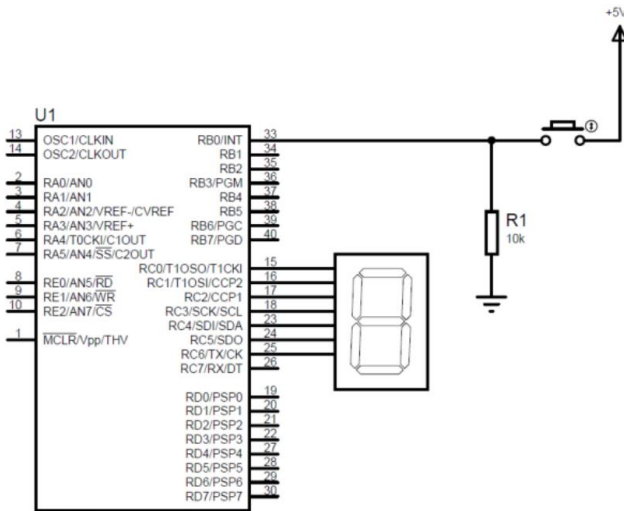 +5V
U1
13 OSC1/CLKIN RB0/INT 33
14 OSC2/CLKOUT RB1 34
RB2 35
2 RA0/AN0 RB3/PGM 36
3 RA1/AN1 RB4 37
4 RA2/AN2/VREF-/CVREF RB5 38
5 RA3/AN3/VREF+ RB6/PGC 39
6 RA4/T0CKI/C1OUT RB7/PGD 40
7 RA5/AN4/SS/C2OUT
RC0/T1OSO/T1CKI 15
8 RE0/AN5/RD RC1/T1OSI/CCP2 16
9 RE1/AN6/WR RC2/CCP1 17
10 RE2/AN7/CS RC3/SCK/SCL 18
RC4/SDI/SDA 23
1 MCLR/Vpp/THV RC5/SDO 24
RC6/TX/CK 25
RC7/RX/DT 26
RD0/PSP0 19
RD1/PSP1 20
RD2/PSP2 21
RD3/PSP3 22
RD4/PSP4 27
RD5/PSP5 28
RD6/PSP6 29
RD7/PSP7 30
R1
10k